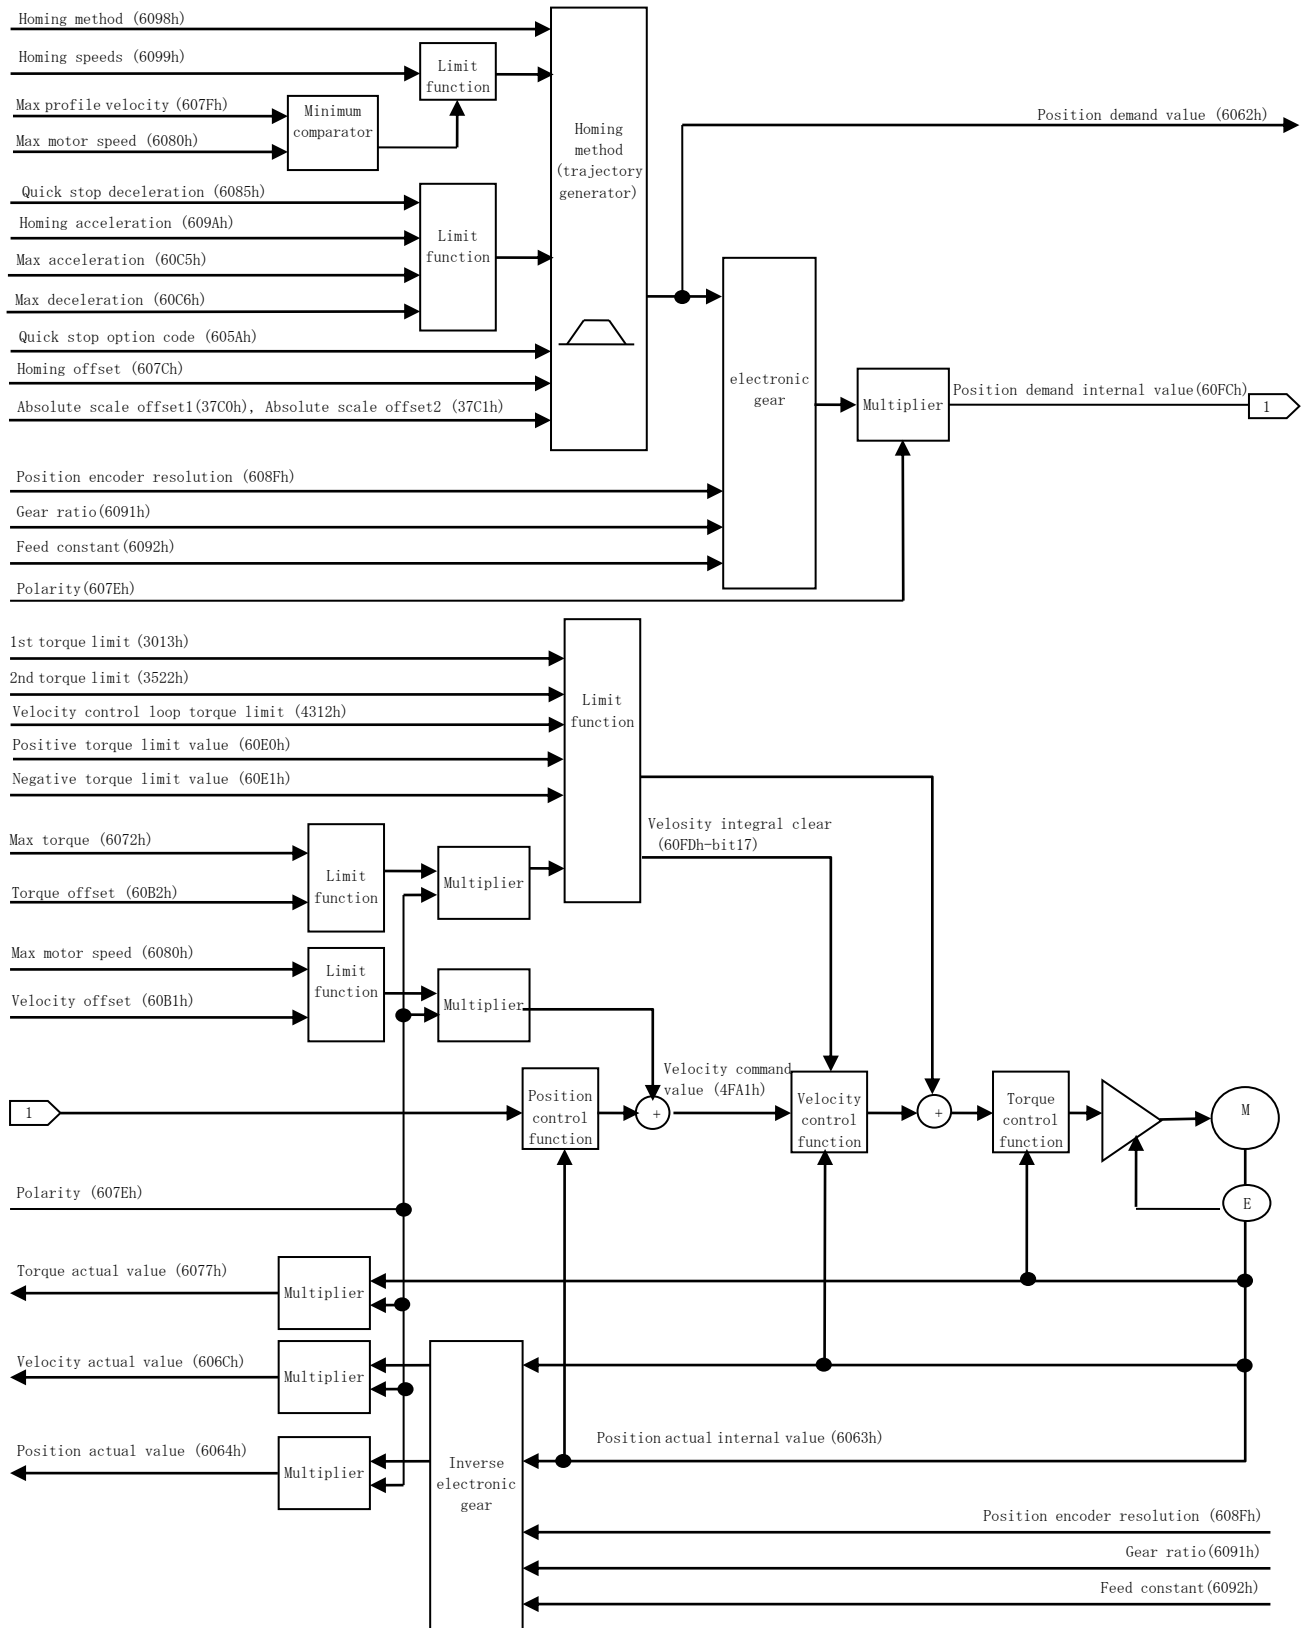 Homing method (6098h)
Homing speeds (6099h)
Limit
function
Max profile velocity (607Fh)
Minimum
comparator
Max motor speed (6080h)
Homing
method
(trajectory
generator)
Position demand value (6062h)
Quick stop deceleration (6085h)
Homing acceleration (609Ah)
Limit
function
Max acceleration (60C5h)
Max deceleration (60C6h)
Quick stop option code (605Ah)
Homing offset (607Ch)
Absolute scale offset1(37C0h), Absolute scale offset2 (37C1h)
electronic
gear
Multiplier
Position demand internal value(60FCh)
1
Position encoder resolution (608Fh)
Gear ratio(6091h)
Feed constant(6092h)
Polarity(607Eh)
1st torque limit (3013h)
2nd torque limit (3522h)
Velocity control loop torque limit (4312h)
Positive torque limit value (60E0h)
Negative torque limit value (60E1h)
Limit
function
Velosity integral clear
(60FDh-bit17)
Max torque (6072h)
Torque offset (60B2h)
Limit
function
Multiplier
Max motor speed (6080h)
Velocity offset (60B1h)
Limit
function
Multiplier
Velocity command
value (4FA1h)
1
Position
control
function
+
Velocity
control
function
+
Torque
control
function
M
E
Polarity (607Eh)
Torque actual value (6077h)
Multiplier
Velocity actual value (606Ch)
Multiplier
Position actual value (6064h)
Multiplier
Inverse
electronic
gear
Position actual internal value (6063h)
Position encoder resolution (608Fh)
Gear ratio(6091h)
Feed constant(6092h)